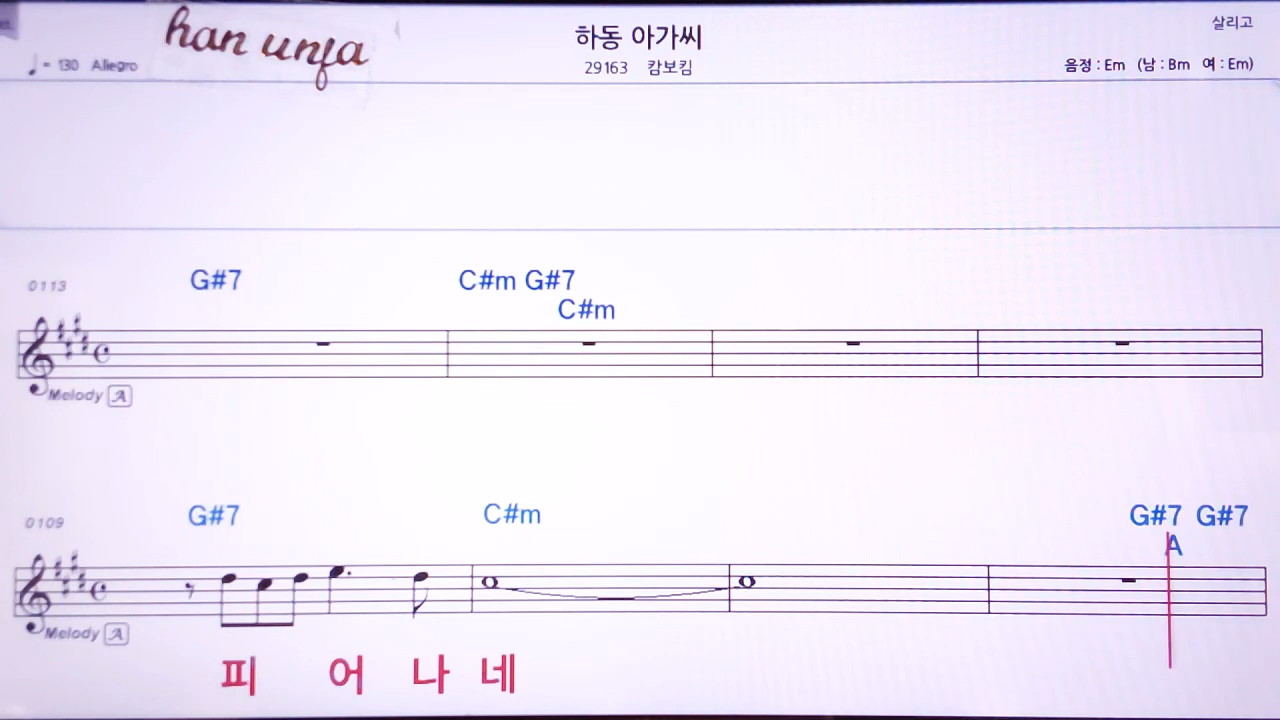 han unja
하동 아가씨
살리고
♩= 130 Allegro
29163 캄보킴
음정 : Em (남 : Bm 여 : Em)
0113
G#7 C#m G#7
C#m
Melody A
0109
G#7 C#m G#7 G#7
A
Melody A
피 어 나 네